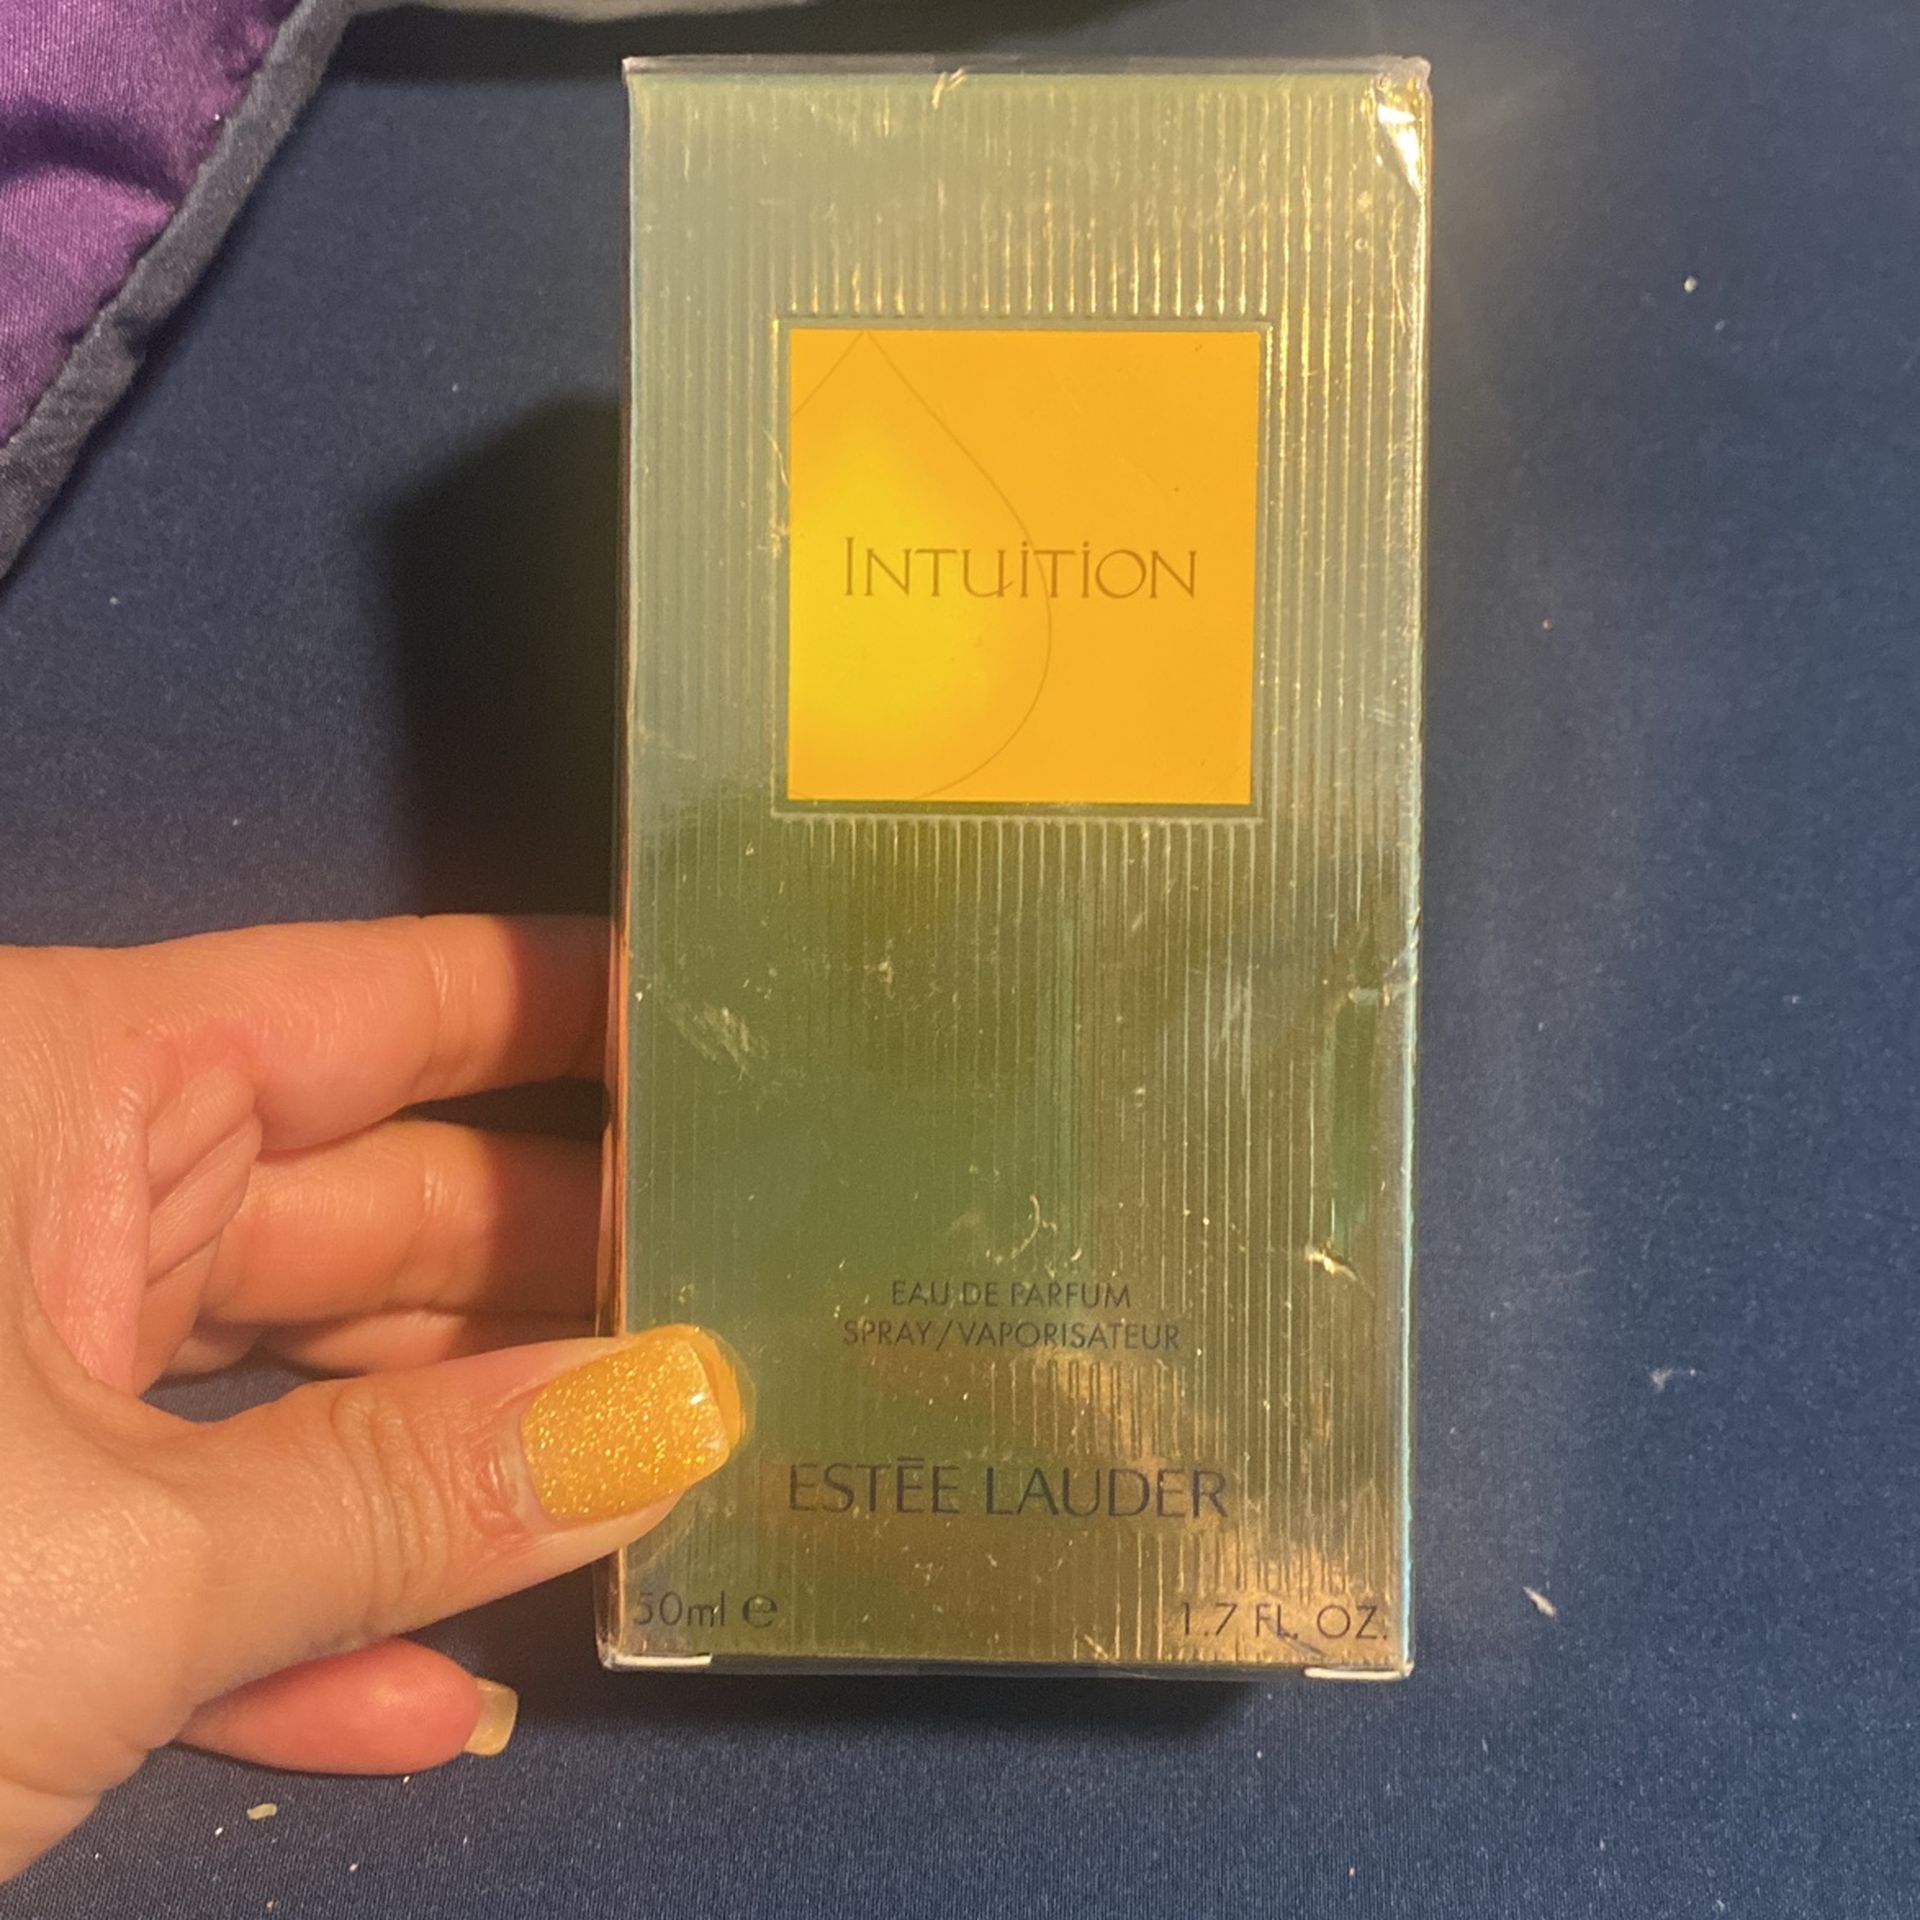 INTUiTiON
EAU DE PARFUM
SPRAY/VAPORISATEUR
ESTĒE LAUDER
50ml ℮ 1.7 FL. OZ.